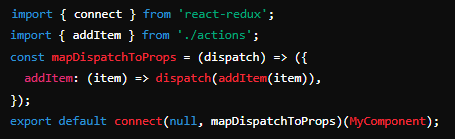 import { connect } from 'react-redux';
import { addItem } from './actions';
const mapDispatchToProps = (dispatch) => ({
  addItem: (item) => dispatch(addItem(item)),
});
export default connect(null, mapDispatchToProps)(MyComponent);